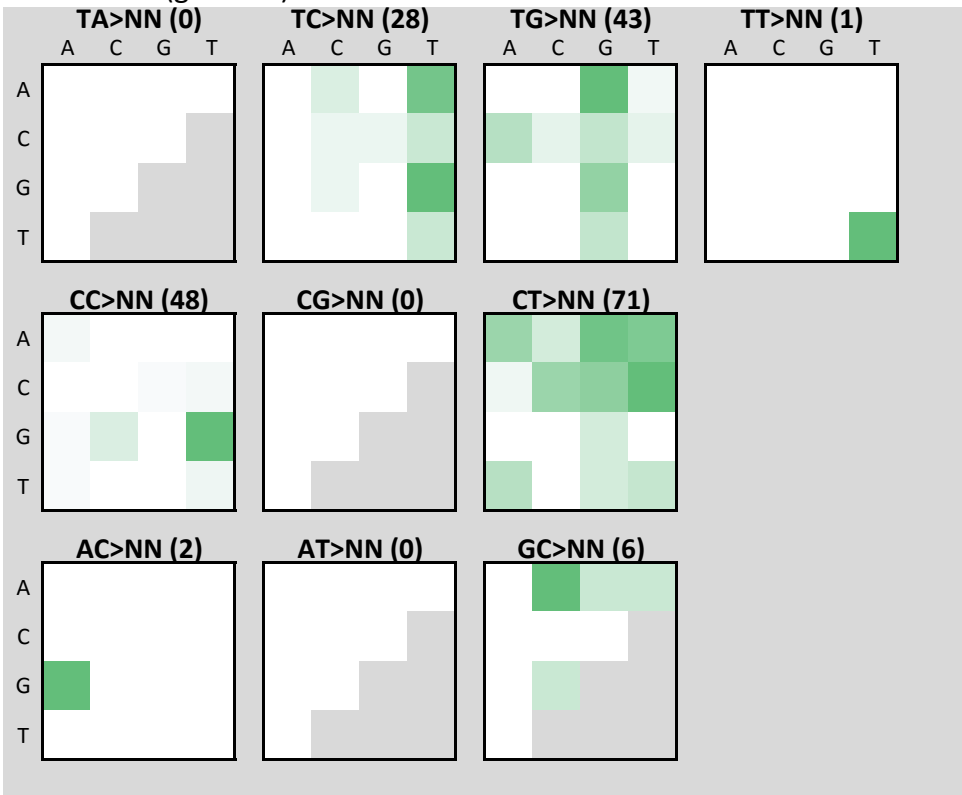 TA>NN (0) TC>NN (28) TG>NN (43) TT>NN (1)
A C G T A C G T A C G T A C G T
A
C
G
T
CC>NN (48) CG>NN (0) CT>NN (71)
A
C
G
T
AC>NN (2) AT>NN (0) GC>NN (6)
A
C
G
T